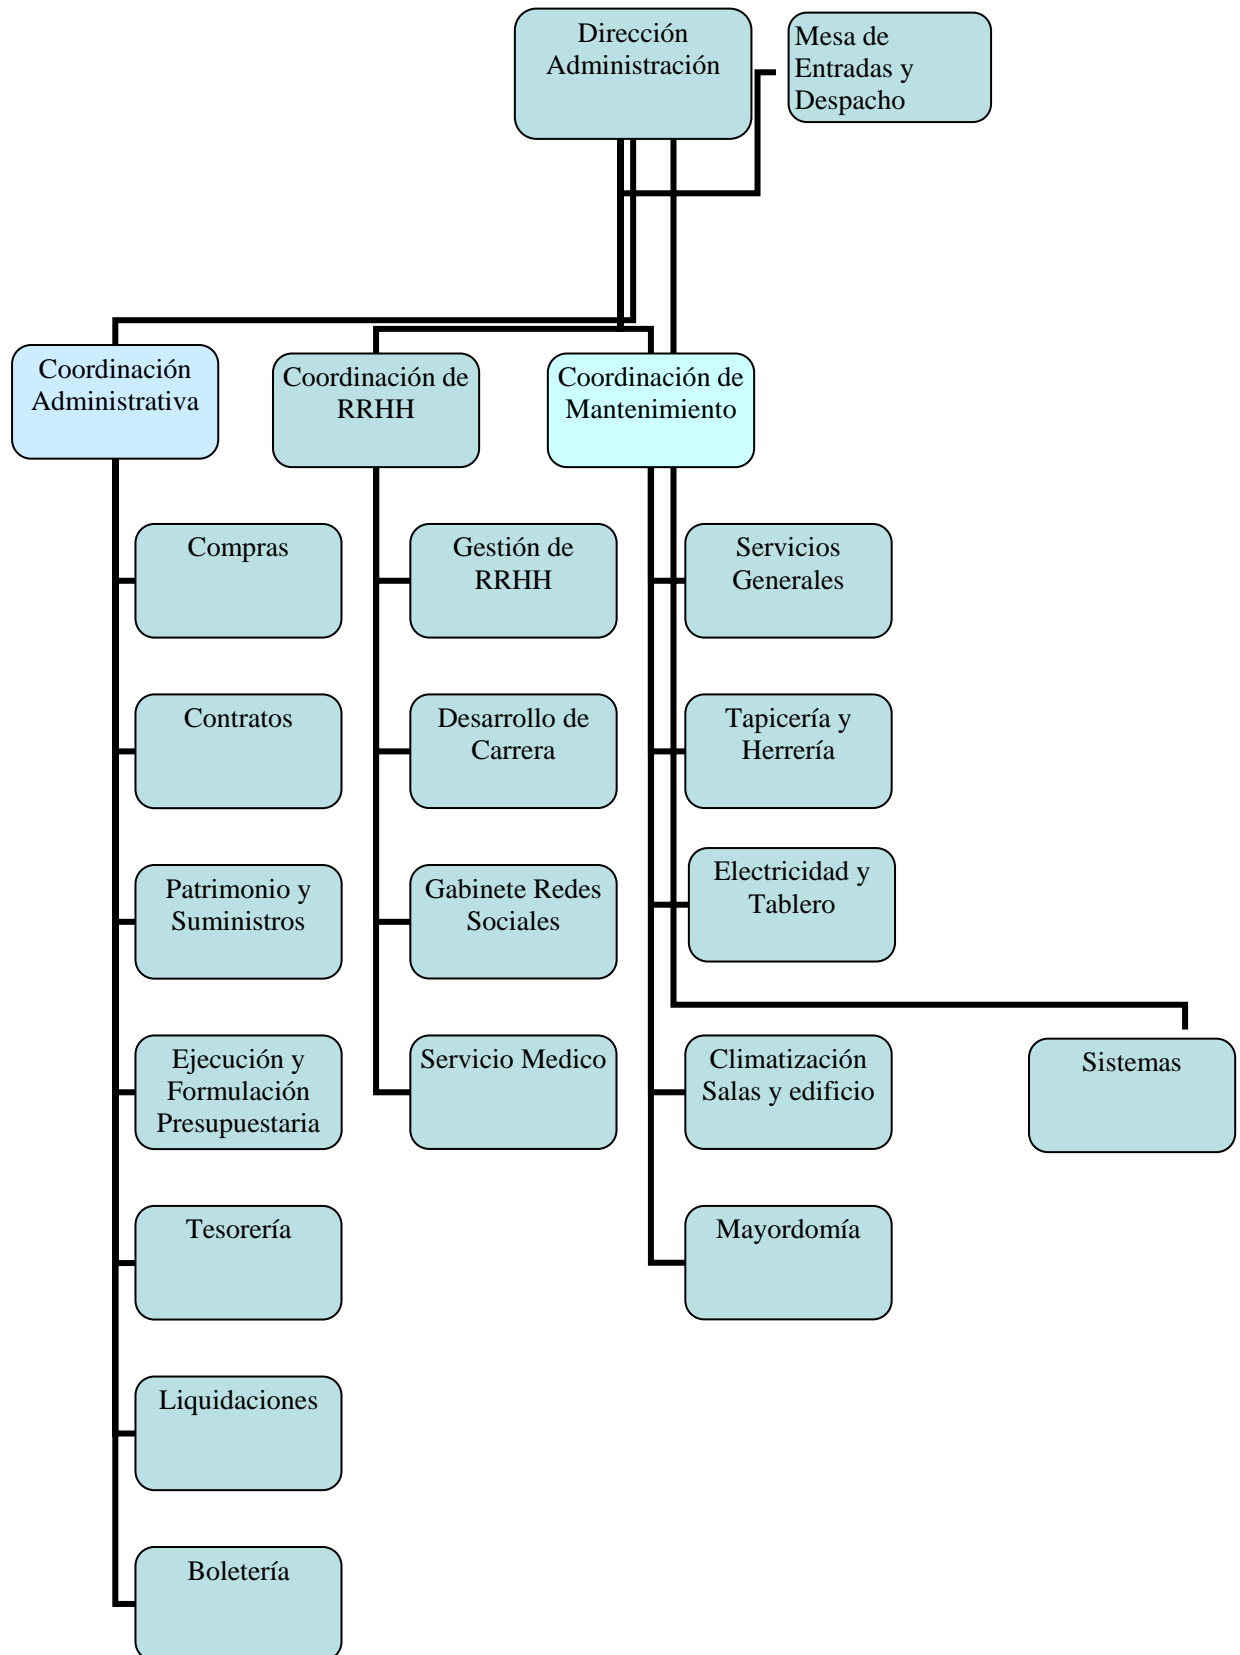 Dirección
Administración
Mesa de
Entradas y
Despacho
Coordinación
Administrativa
Coordinación de
RRHH
Coordinación de
Mantenimiento
Compras
Gestión de
RRHH
Servicios
Generales
Contratos
Desarrollo de
Carrera
Tapicería y
Herrería
Patrimonio y
Suministros
Gabinete Redes
Sociales
Electricidad y
Tablero
Ejecución y
Formulación
Presupuestaria
Servicio Medico
Climatización
Salas y edificio
Sistemas
Tesorería
Mayordomía
Liquidaciones
Boletería